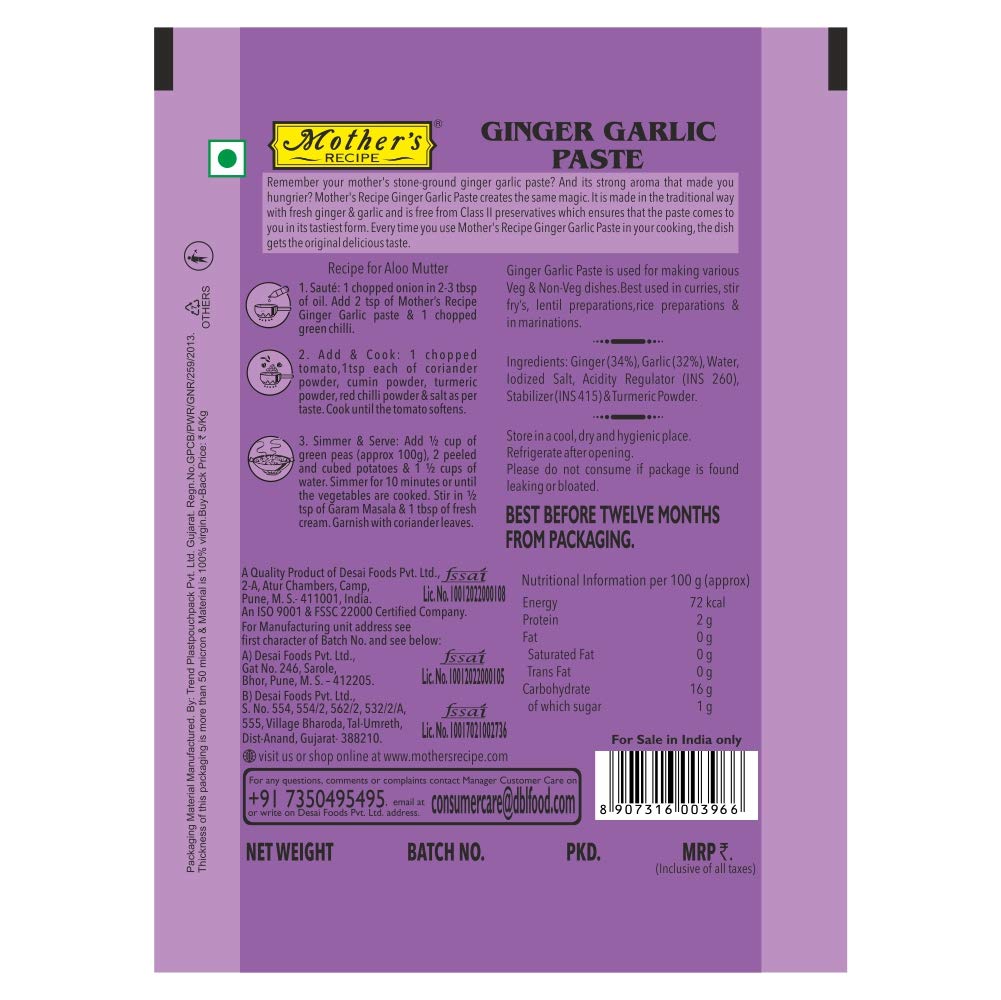 Mother's
RECIPE
®
GINGER GARLIC
PASTE
Remember your mother's stone-ground ginger garlic paste? And its strong aroma that made you
hungrier? Mother's Recipe Ginger Garlic Paste creates the same magic. It is made in the traditional way
with fresh ginger & garlic and is free from Class II preservatives which ensures that the paste comes to
you in its tastiest form. Every time you use Mother's Recipe Ginger Garlic Paste in your cooking, the dish
gets the original delicious taste.
Recipe for Aloo Mutter
1. Sauté: 1 chopped onion in 2-3 tbsp
of oil. Add 2 tsp of Mother's Recipe
Ginger Garlic paste & 1 chopped
green chilli.
2. Add & Cook: 1 chopped
tomato,1tsp each of coriander
powder, cumin powder, turmeric
powder, red chilli powder & salt as per
taste. Cook until the tomato softens.
3. Simmer & Serve: Add ½ cup of
green peas (approx 100g), 2 peeled
and cubed potatoes & 1 ½ cups of
water. Simmer for 10 minutes or until
the vegetables are cooked. Stir in ½
tsp of Garam Masala & 1 tbsp of fresh
cream. Garnish with coriander leaves.
Ginger Garlic Paste is used for making various
Veg & Non-Veg dishes.Best used in curries, stir
fry's, lentil preparations,rice preparations &
in marinations.
Ingredients: Ginger (34%), Garlic (32%), Water,
Iodized Salt, Acidity Regulator (INS 260),
Stabilizer (INS 415) & Turmeric Powder.
Store in a cool, dry and hygienic place.
Refrigerate after opening.
Please do not consume if package is found
leaking or bloated.
BEST BEFORE TWELVE MONTHS
FROM PACKAGING.
A Quality Product of Desai Foods Pvt. Ltd.,
2-A, Atur Chambers, Camp,
Pune, M. S.- 411001, India.
An ISO 9001 & FSSC 22000 Certified Company.
fssai
Lic. No. 10012022000108
For Manufacturing unit address see
first character of Batch No. and see below:
A) Desai Foods Pvt. Ltd.,
Gat No. 246, Sarole,
Bhor, Pune, M. S. - 412205.
fssai
Lic. No. 10012022000105
B) Desai Foods Pvt. Ltd.,
S. No. 554, 554/2, 562/2, 532/2/A,
555, Village Bharoda, Tal-Umreth,
Dist-Anand, Gujarat- 388210.
fssai
Lic. No. 10017021002736
visit us or shop online at www.mothersrecipe.com
For any questions, comments or complaints contact Manager Customer Care on
+91 7350495495. email at consumercare@dblfood.com
or write on Desai Foods Pvt. Ltd. address.
Nutritional Information per 100 g (approx)
Energy 72 kcal
Protein 2 g
Fat 0 g
Saturated Fat 0 g
Trans Fat 0 g
Carbohydrate 16 g
of which sugar 1 g
For Sale in India only
8 907316 003966
NET WEIGHT BATCH NO. PKD. MRP ₹.
(Inclusive of all taxes)
OTHERS
Packaging Material Manufactured. By: Trend Plastpouchpack Pvt. Ltd. Gujarat. Regn.No.GPCB/PWR/GNR/259/2013.
Thickness of this packaging is more than 50 micron & Material is 100% virgin.Buy-Back Price: ₹ 5/Kg